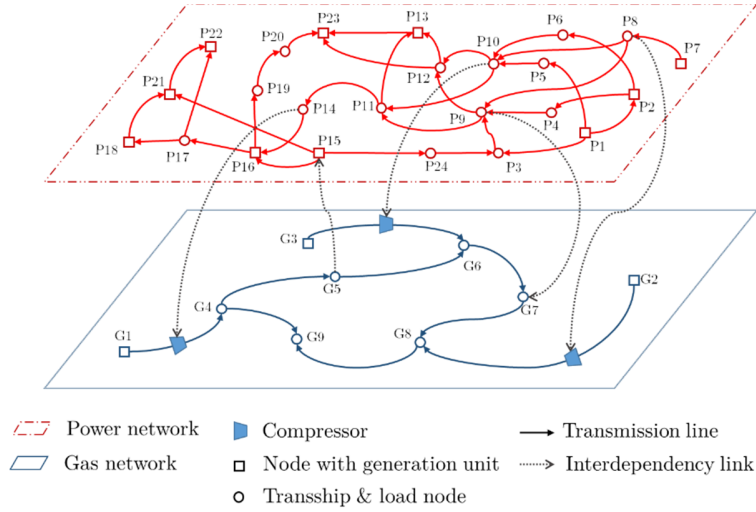 P23
P13
P6
P8
P22
P20
P10
P7
P12
P5
P21
P19
P14
P11
P9
P4
P2
P18
P17
P16
P15
P24
P3
P1
G3
G6
G2
G5
G4
G7
G1
G9
G8
Power network
Compressor
Transmission line
Gas network
Node with generation unit
Interdependency link
Transship & load node